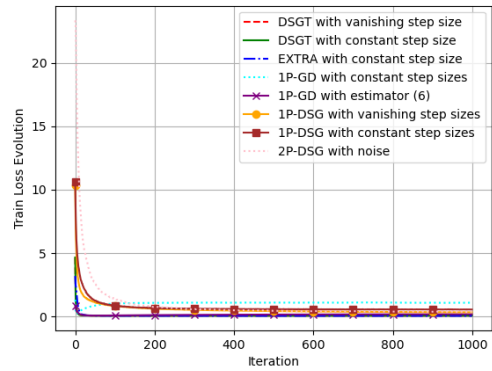 DSGT with vanishing step size
DSGT with constant step size
EXTRA with constant step size
1P-GD with constant step sizes
1P-GD with estimator (6)
1P-DSG with vanishing step sizes
1P-DSG with constant step sizes
2P-DSG with noise
Train Loss Evolution
20
15
10
5
0
0 200 400 600 800 1000
Iteration